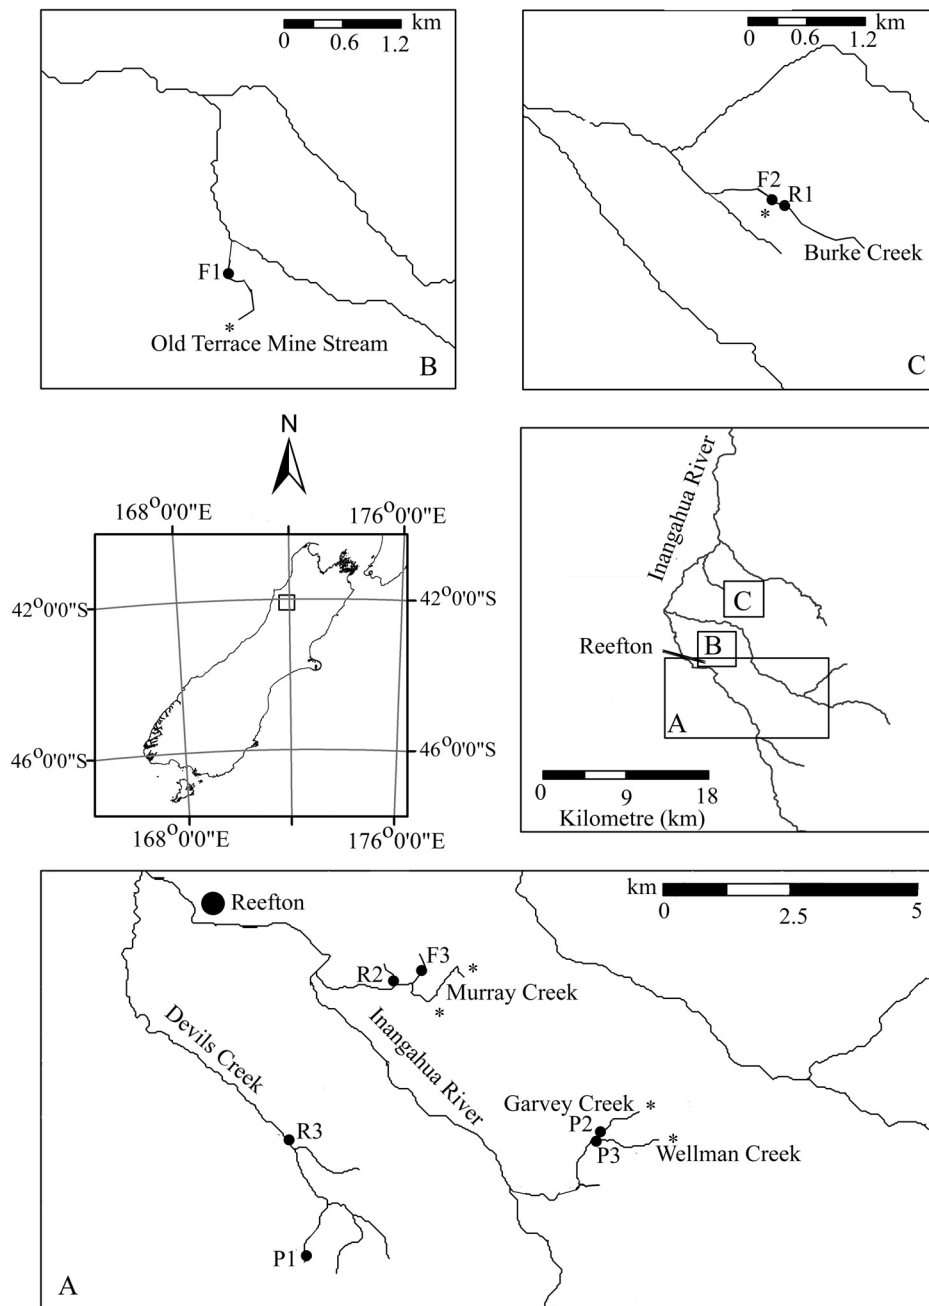 km
0 0.6 1.2
F1
*
Old Terrace Mine Stream
B
km
0 0.6 1.2
F2
R1
*
Burke Creek
C
N
168°0'0"E 176°0'0"E
42°0'0"S 42°0'0"S
46°0'0"S 46°0'0"S
168°0'0"E 176°0'0"E
Inangahua River
C
B
Reefton
A
0 9 18
Kilometre (km)
Reefton
km
0 2.5 5
R2 F3 *
Murray Creek
*
Devils Creek
Inangahua River
Garvey Creek *
P2
R3 P3 *
Wellman Creek
P1
A